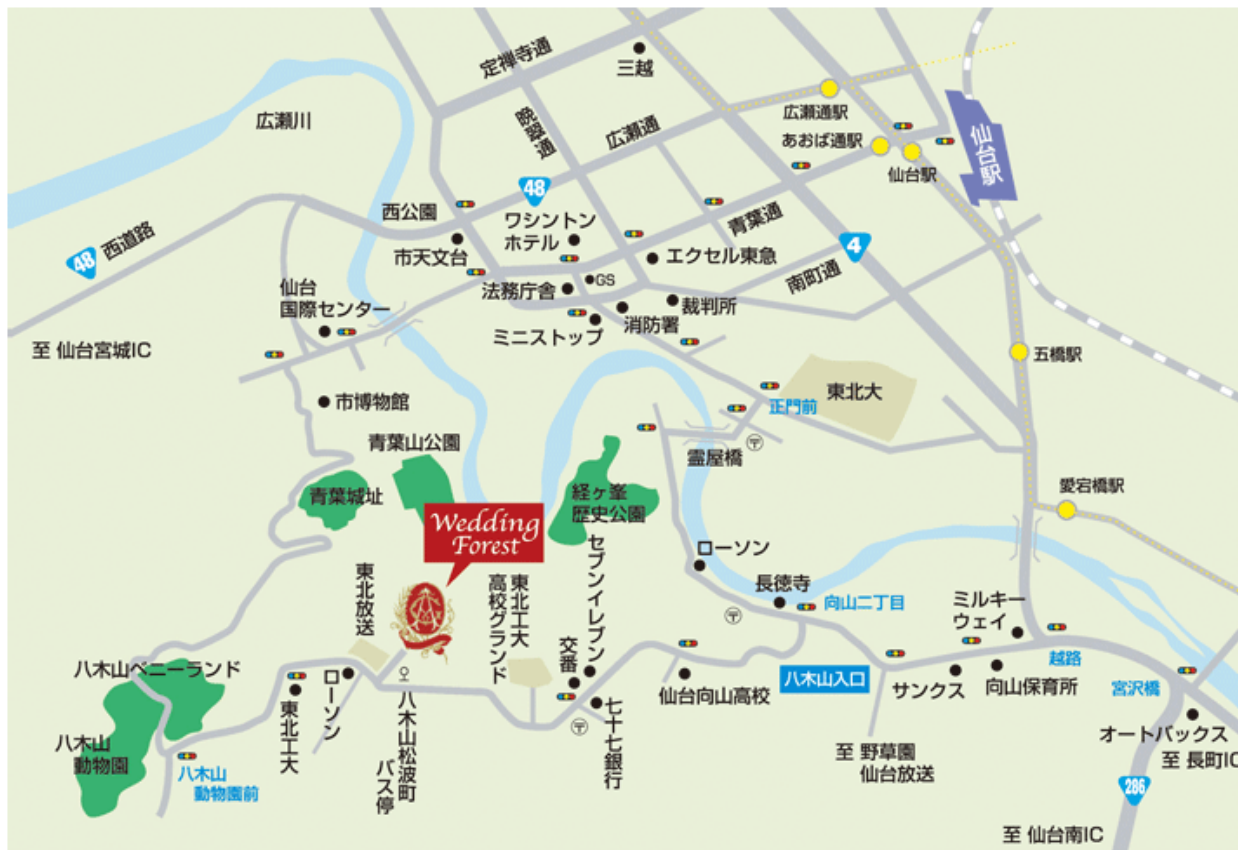 定禅寺通
三越
広瀬川
晩翠通
広瀬通
広瀬通駅
あおば通駅
仙台駅
仙台駅
48
西公園
ワシントン
ホテル
青葉通
48
西道路
市天文台
エクセル東急
4
南町通
仙台
国際センター
法務庁舎
GS
裁判所
消防署
ミニストップ
至 仙台宮城IC
五橋駅
市博物館
東北大
正門前
青葉山公園
霊屋橋
〒
青葉城址
経ヶ峯
歴史公園
愛宕橋駅
Wedding
Forest
ローソン
東北放送
東北工大
高校グランド
セブンイレブン
交番
長徳寺
向山二丁目
〒
ミルキー
ウェイ
越路
八木山ベニーランド
ローソン
東北工大
八木山松波町
バス停
仙台向山高校
八木山入口
サンクス
向山保育所
宮沢橋
七十七銀行
〒
オートバックス
至 長町IC
八木山
動物園
八木山
動物園前
至 野草園
仙台放送
286
至 仙台南IC